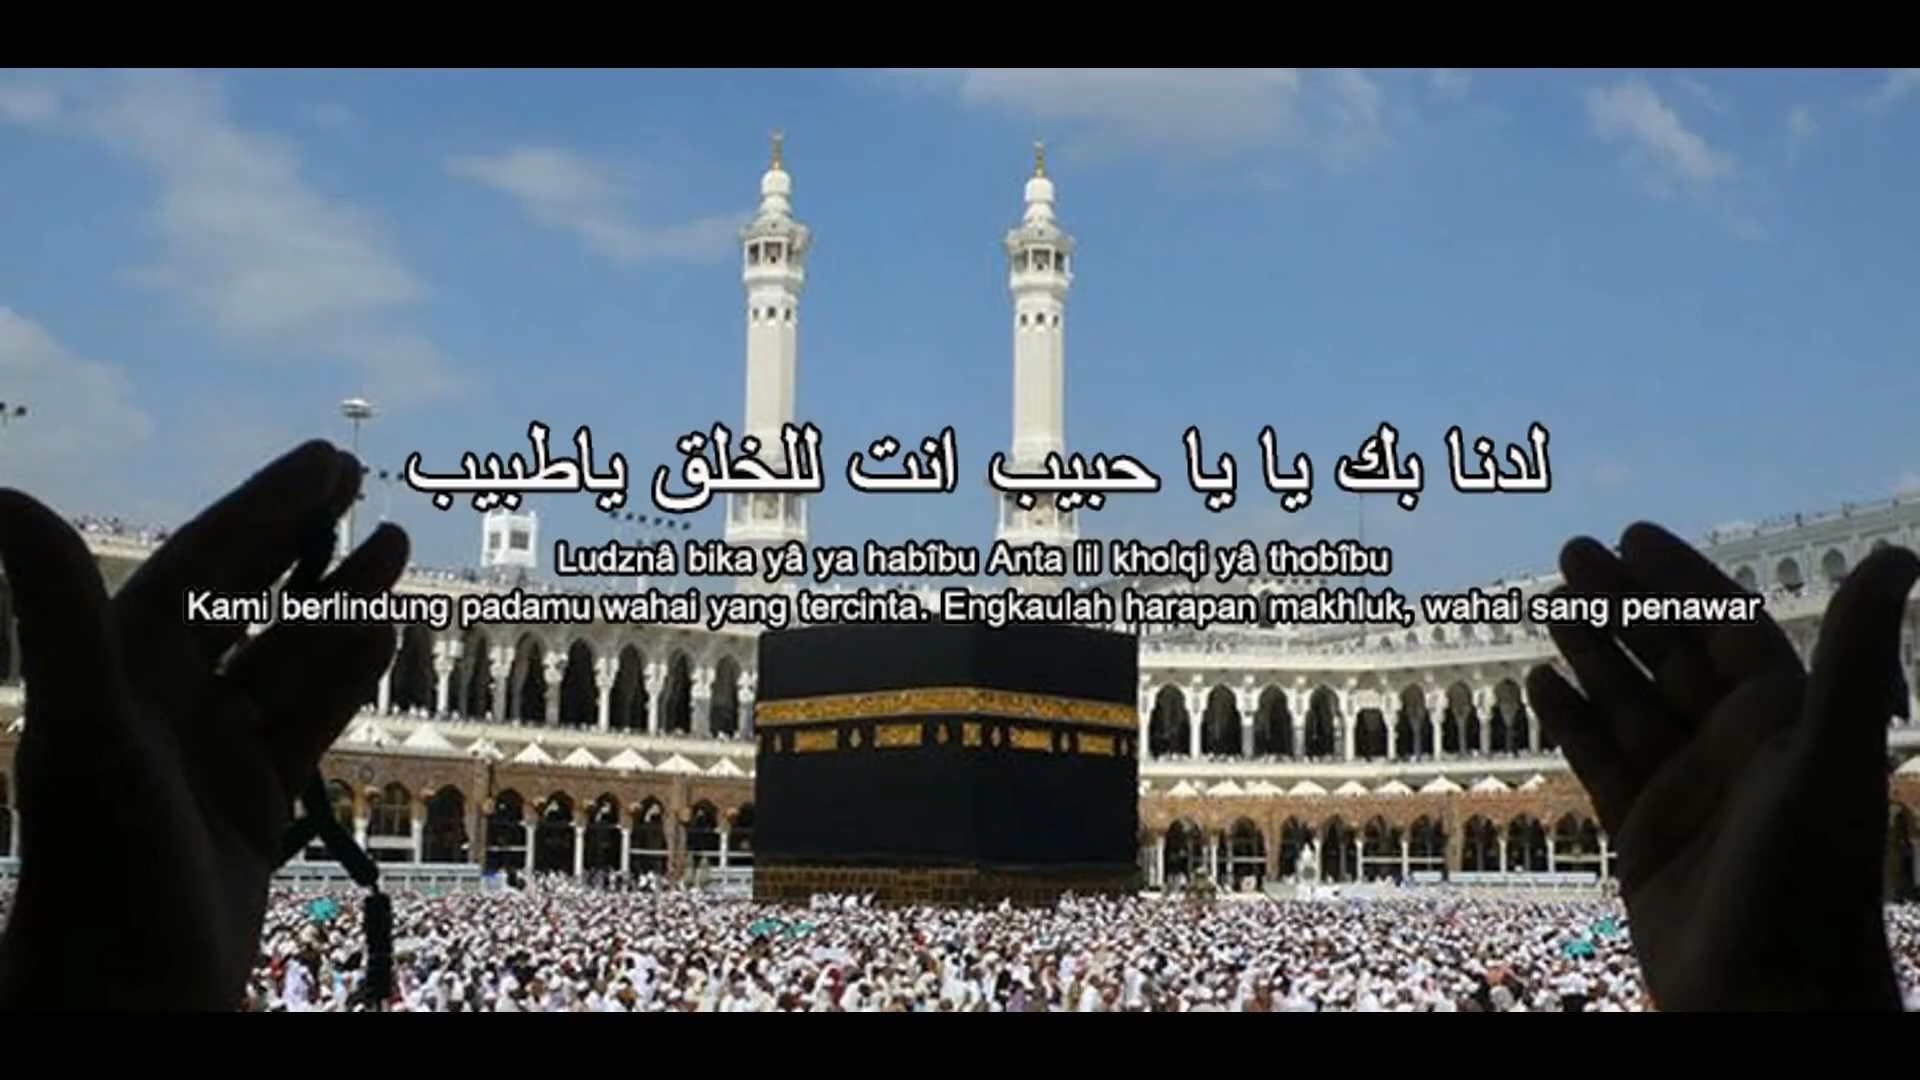 لدنا بك يا يا حبيب انت للخلق ياطبيب
Ludznâ bika yâ ya habîbu Anta lil kholqi yâ thobîbu
Kami berlindung padamu wahai yang tercinta. Engkaulah harapan makhluk, wahai sang penawar